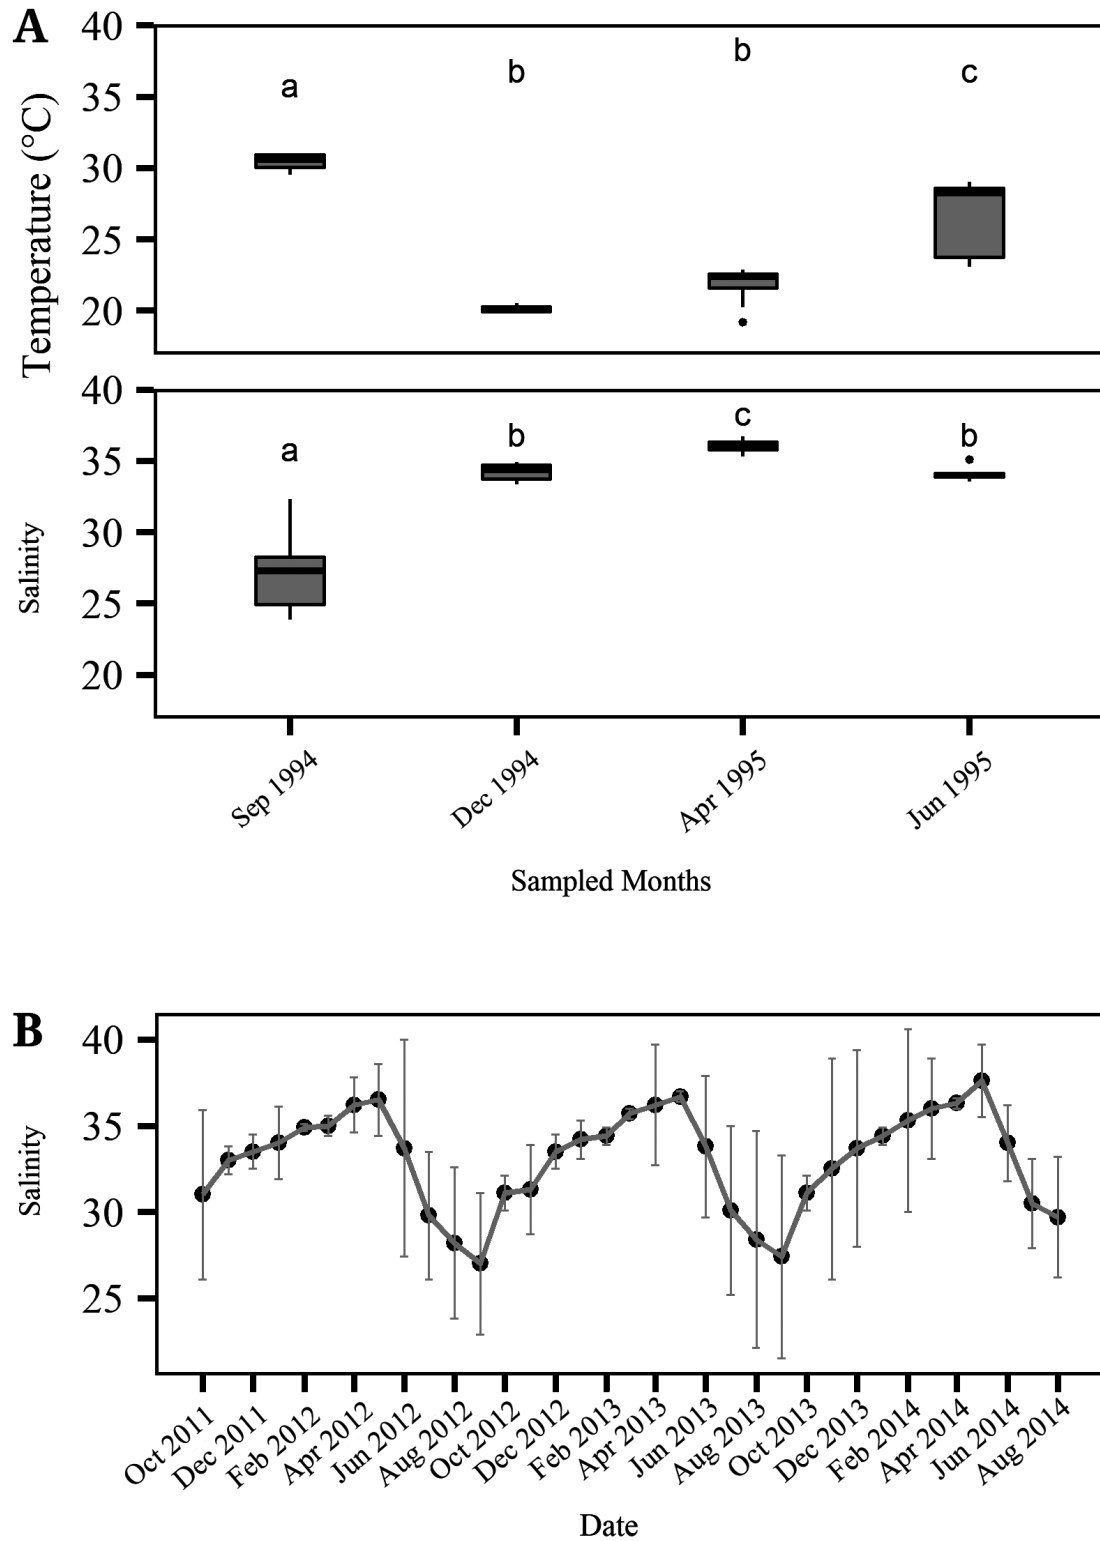 A
Temperature (°C)
40
35
30
25
20
a
b
b
c
Salinity
40
35
30
25
20
a
b
c
b
Sep 1994
Dec 1994
Apr 1995
Jun 1995
Sampled Months
B
Salinity
40
35
30
25
Oct 2011
Dec 2011
Feb 2012
Apr 2012
Jun 2012
Aug 2012
Oct 2012
Dec 2012
Feb 2013
Apr 2013
Jun 2013
Aug 2013
Oct 2013
Dec 2013
Feb 2014
Apr 2014
Jun 2014
Aug 2014
Date